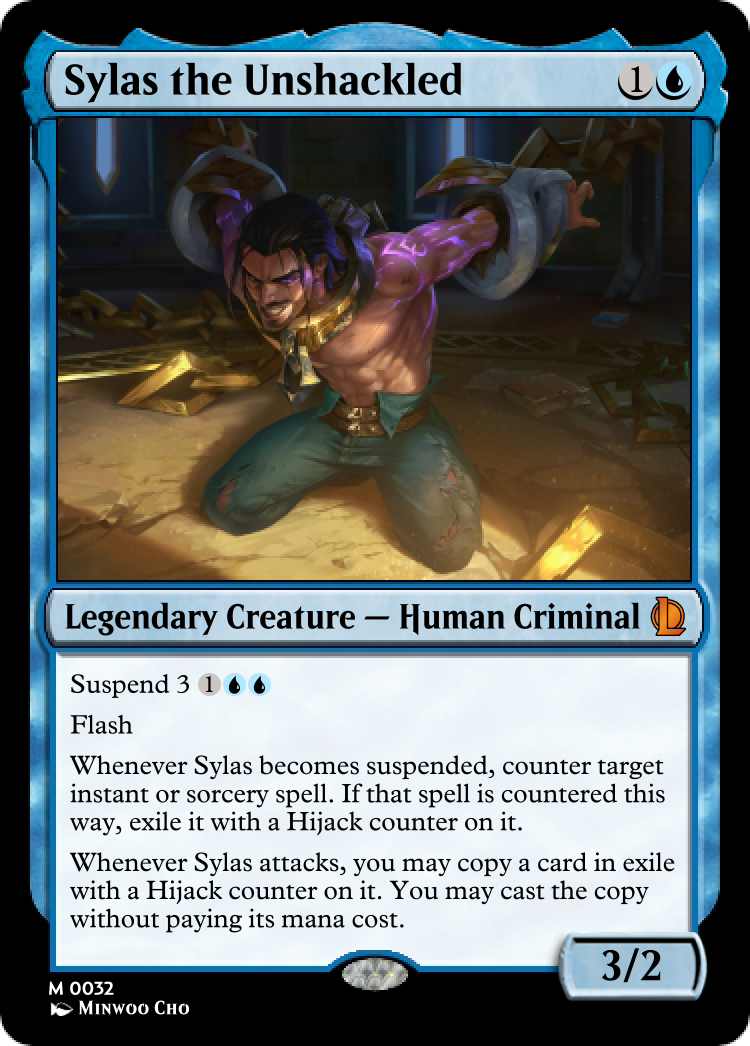 Sylas the Unshackled 1
Legendary Creature — Human Criminal
Suspend 3 1
Flash
Whenever Sylas becomes suspended, counter target
instant or sorcery spell. If that spell is countered this
way, exile it with a Hijack counter on it.
Whenever Sylas attacks, you may copy a card in exile
with a Hijack counter on it. You may cast the copy
without paying its mana cost.
3/2
M 0032
Minwoo Cho